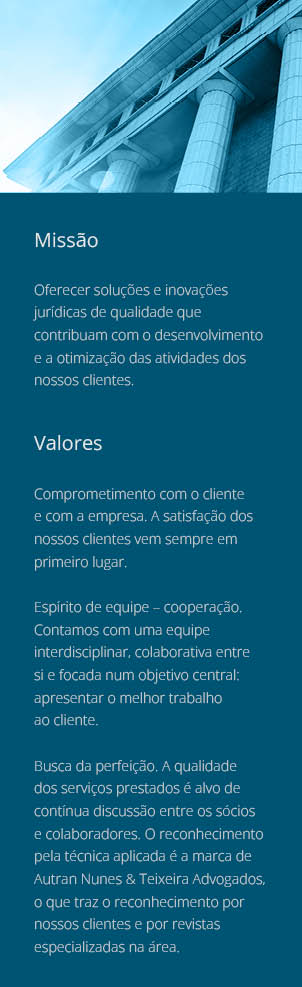 Missão
Oferecer soluções e inovações
jurídicas de qualidade que
contribuam com o desenvolvimento
e a otimização das atividades dos
nossos clientes.
Valores
Comprometimento com o cliente
e com a empresa. A satisfação dos
nossos clientes vem sempre em
primeiro lugar.
Espírito de equipe – cooperação.
Contamos com uma equipe
interdisciplinar, colaborativa entre
si e focada num objetivo central:
apresentar o melhor trabalho
ao cliente.
Busca da perfeição. A qualidade
dos serviços prestados é alvo de
contínua discussão entre os sócios
e colaboradores. O reconhecimento
pela técnica aplicada é a marca de
Autran Nunes & Teixeira Advogados,
o que traz o reconhecimento por
nossos clientes e por revistas
especializadas na área.